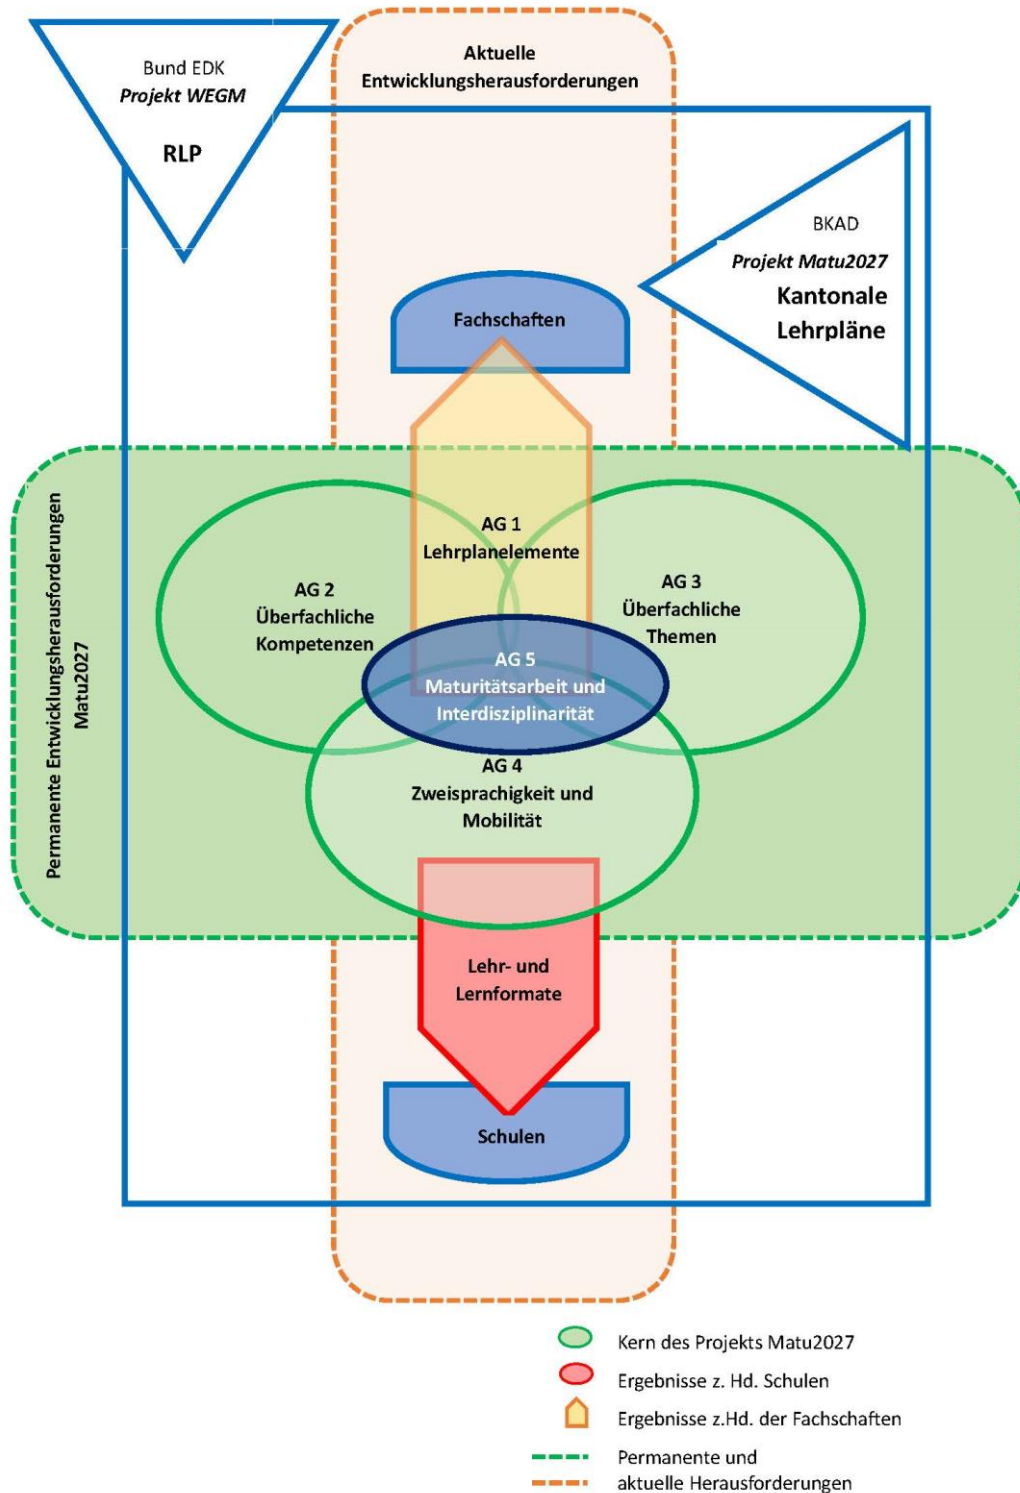 Bund EDK
Projekt WEGM
RLP
Aktuelle
Entwicklungsherausforderungen
BKAD
Projekt Matu2027
Kantonale
Lehrpläne
Fachschaften
Permanente Entwicklungsherausforderungen
Matu2027
AG 1
Lehrplanelemente
AG 2
Überfachliche
Kompetenzen
AG 3
Überfachliche
Themen
AG 5
Maturitätsarbeit und
Interdisziplinarität
AG 4
Zweisprachigkeit und
Mobilität
Lehr- und
Lernformate
Schulen
Kern des Projekts Matu2027
Ergebnisse z. Hd. Schulen
Ergebnisse z.Hd. der Fachschaften
Permanente und
aktuelle Herausforderungen